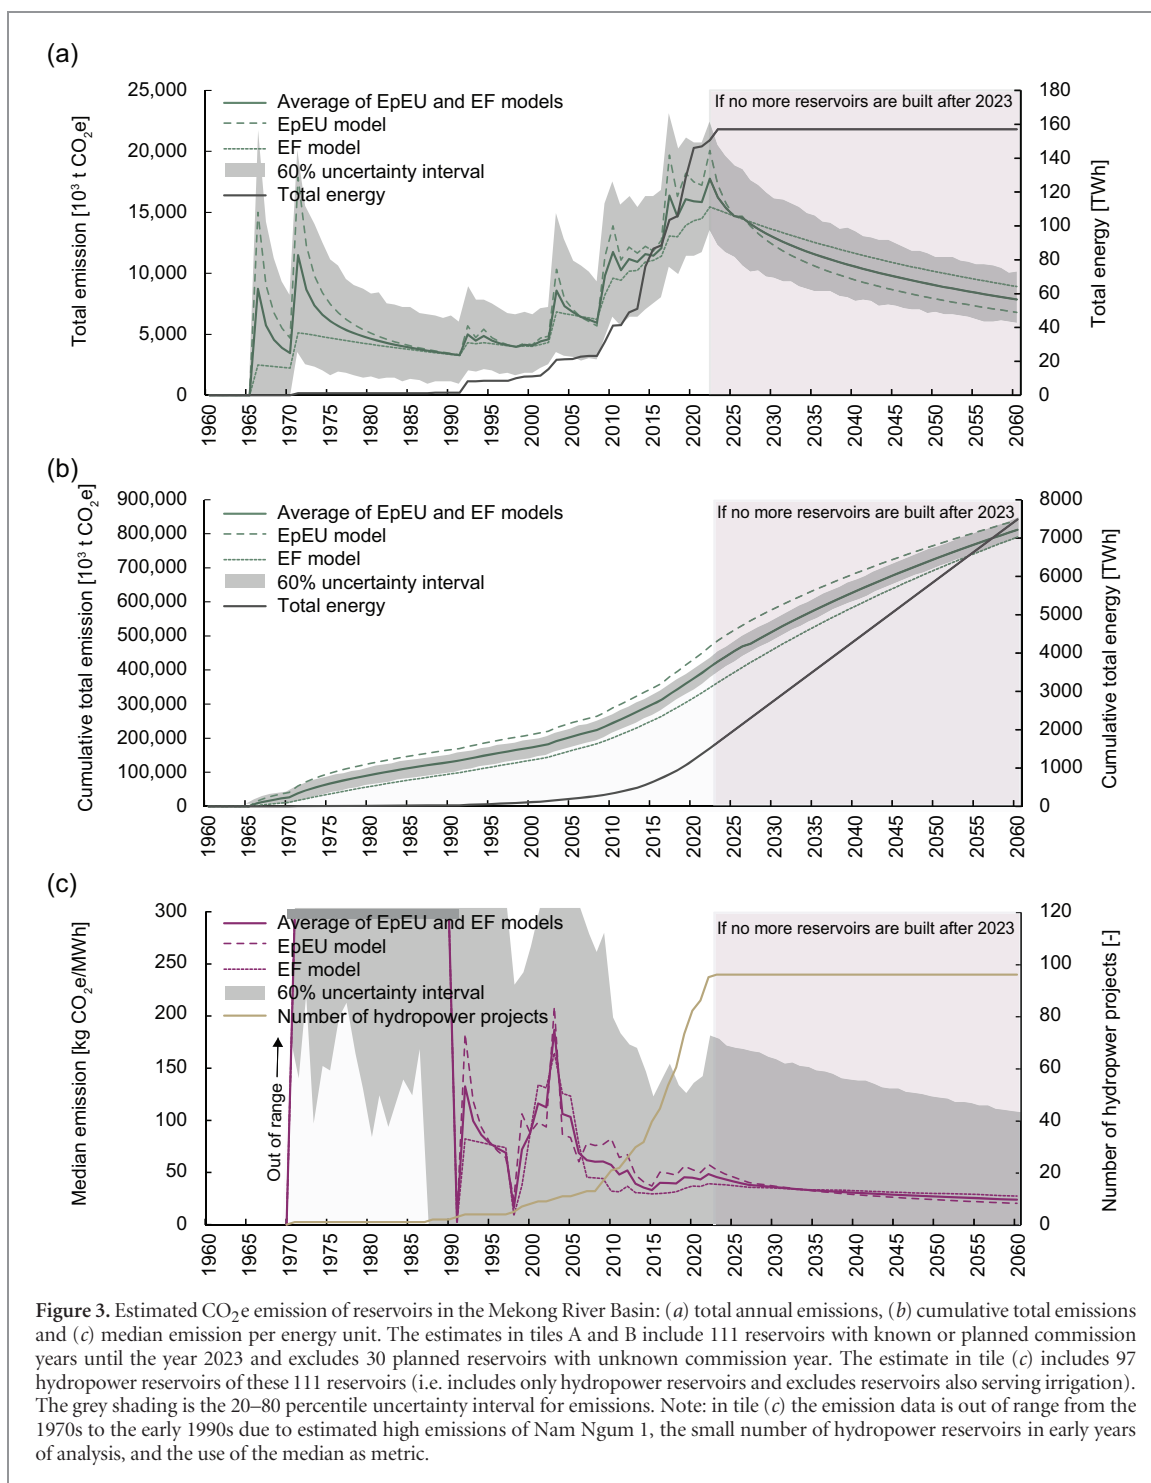 (a)
25,000
20,000
15,000
10,000
5,000
0
Total emission [10³ t CO₂e]
Average of EpEU and EF models
EpEU model
EF model
60% uncertainty interval
Total energy
If no more reservoirs are built after 2023
180
160
140
120
100
80
60
40
20
0
Total energy [TWh]
1960 1965 1970 1975 1980 1985 1990 1995 2000 2005 2010 2015 2020 2025 2030 2035 2040 2045 2050 2055 2060
(b)
900,000
800,000
700,000
600,000
500,000
400,000
300,000
200,000
100,000
0
Cumulative total emission [10³ t CO₂e]
Average of EpEU and EF models
EpEU model
EF model
60% uncertainty interval
Total energy
If no more reservoirs are built after 2023
8000
7000
6000
5000
4000
3000
2000
1000
0
Cumulative total energy [TWh]
1960 1965 1970 1975 1980 1985 1990 1995 2000 2005 2010 2015 2020 2025 2030 2035 2040 2045 2050 2055 2060
(c)
300
250
200
150
100
50
0
Median emission [kg CO₂e/MWh]
Average of EpEU and EF models
EpEU model
EF model
60% uncertainty interval
Number of hydropower projects
Out of range →
If no more reservoirs are built after 2023
120
100
80
60
40
20
0
Number of hydropwer projects [-]
1960 1965 1970 1975 1980 1985 1990 1995 2000 2005 2010 2015 2020 2025 2030 2035 2040 2045 2050 2055 2060
Figure 3. Estimated CO₂e emission of reservoirs in the Mekong River Basin: (a) total annual emissions, (b) cumulative total emissions
and (c) median emission per energy unit. The estimates in tiles A and B include 111 reservoirs with known or planned commission
years until the year 2023 and excludes 30 planned reservoirs with unknown commission year. The estimate in tile (c) includes 97
hydropower reservoirs of these 111 reservoirs (i.e. includes only hydropower reservoirs and excludes reservoirs also serving irrigation).
The grey shading is the 20–80 percentile uncertainty interval for emissions. Note: in tile (c) the emission data is out of range from the
1970s to the early 1990s due to estimated high emissions of Nam Ngum 1, the small number of hydropower reservoirs in early years
of analysis, and the use of the median as metric.